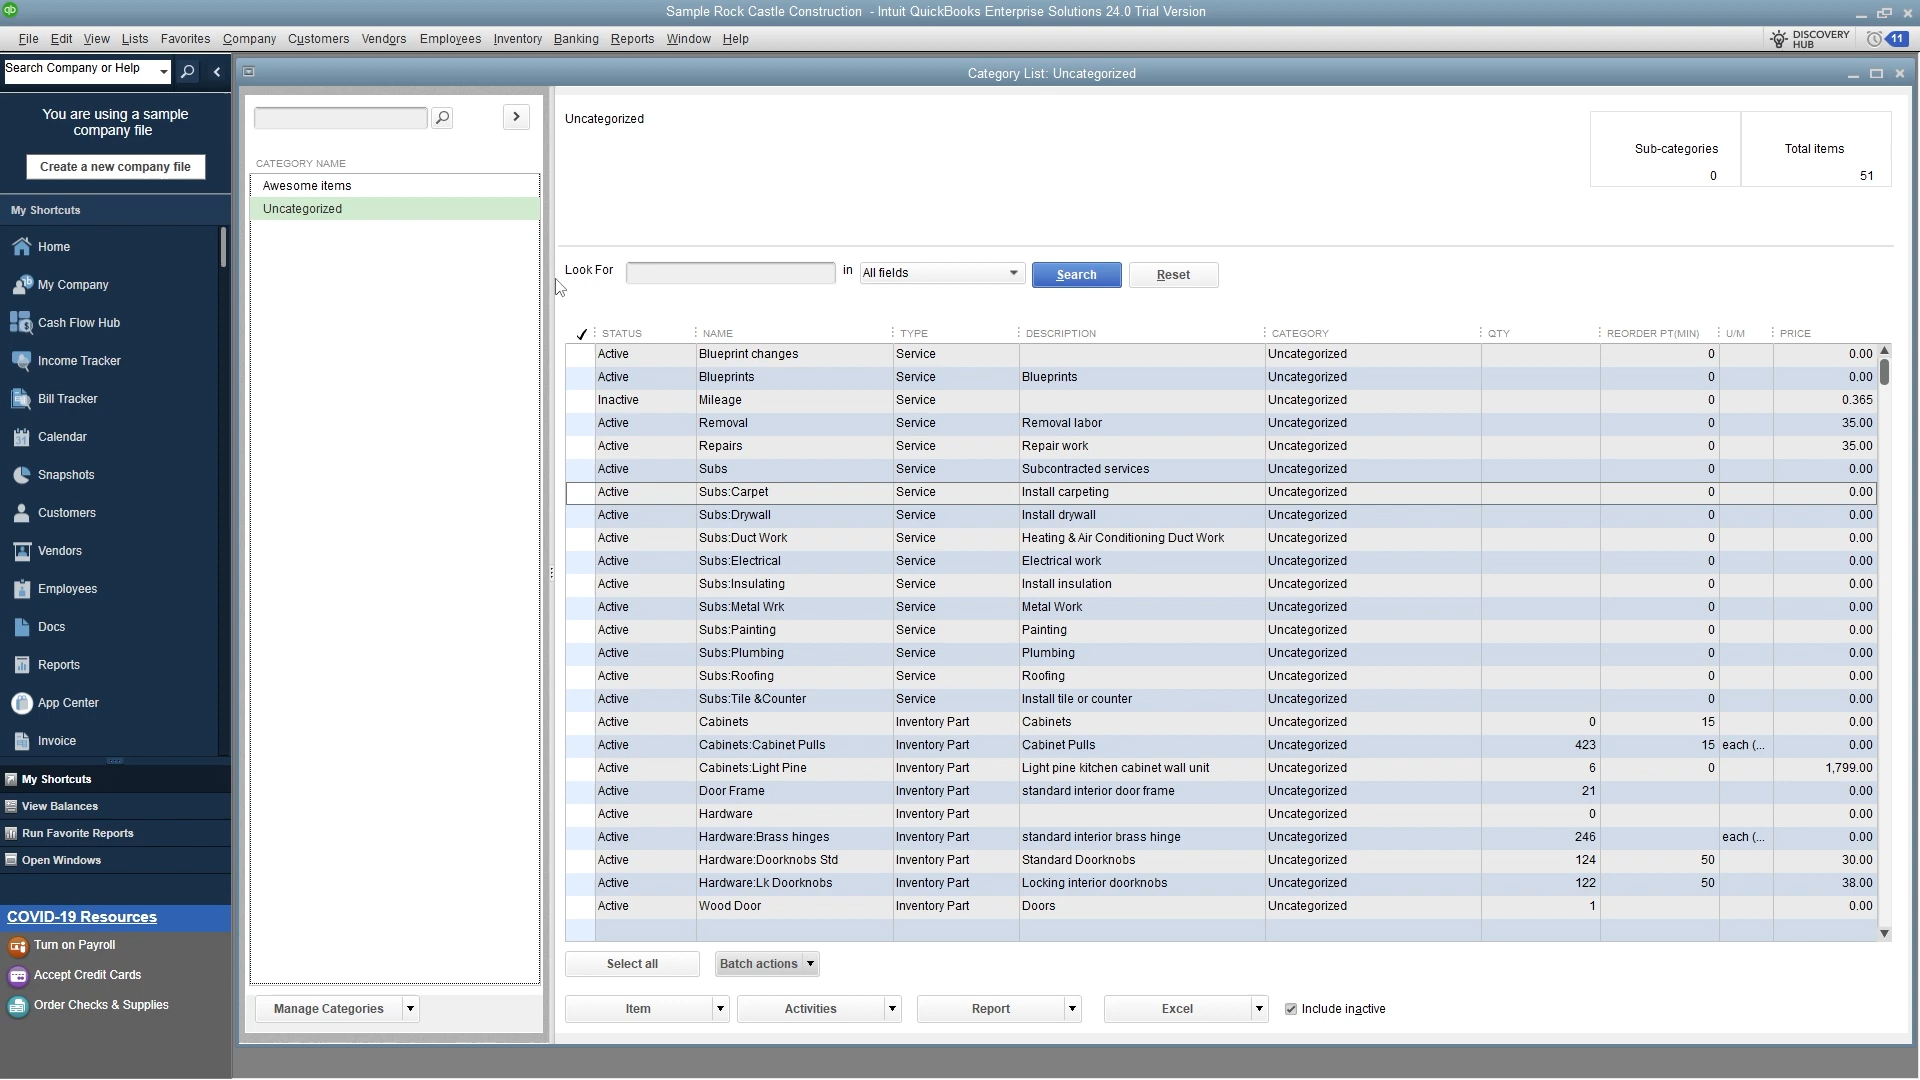 qb
Sample Rock Castle Construction - Intuit QuickBooks Enterprise Solutions 24.0 Trial Version
File Edit View Lists Favorites Company Customers Vendors Employees Inventory Banking Reports Window Help
DISCOVERY HUB 11
Search Company or Help
Category List: Uncategorized
You are using a sample
company file
Create a new company file
My Shortcuts
Home
My Company
Cash Flow Hub
Income Tracker
Bill Tracker
31 Calendar
Snapshots
Customers
Vendors
Employees
Docs
Reports
App Center
Invoice
My Shortcuts
View Balances
Run Favorite Reports
Open Windows
COVID-19 Resources
Turn on Payroll
Accept Credit Cards
Order Checks & Supplies
CATEGORY NAME
Awesome items
Uncategorized
Manage Categories
Uncategorized
Sub-categories Total items
0 51
Look For in All fields Search Reset
STATUS NAME TYPE DESCRIPTION CATEGORY QTY REORDER PT(MIN) U/M PRICE
Active Blueprint changes Service Uncategorized 0 0.00
Active Blueprints Service Blueprints Uncategorized 0 0.00
Inactive Mileage Service Uncategorized 0 0.365
Active Removal Service Removal labor Uncategorized 0 35.00
Active Repairs Service Repair work Uncategorized 0 35.00
Active Subs Service Subcontracted services Uncategorized 0 0.00
Active Subs:Carpet Service Install carpeting Uncategorized 0 0.00
Active Subs:Drywall Service Install drywall Uncategorized 0 0.00
Active Subs:Duct Work Service Heating & Air Conditioning Duct Work Uncategorized 0 0.00
Active Subs:Electrical Service Electrical work Uncategorized 0 0.00
Active Subs:Insulating Service Install insulation Uncategorized 0 0.00
Active Subs:Metal Wrk Service Metal Work Uncategorized 0 0.00
Active Subs:Painting Service Painting Uncategorized 0 0.00
Active Subs:Plumbing Service Plumbing Uncategorized 0 0.00
Active Subs:Roofing Service Roofing Uncategorized 0 0.00
Active Subs:Tile &Counter Service Install tile or counter Uncategorized 0 0.00
Active Cabinets Inventory Part Cabinets Uncategorized 0 15 0.00
Active Cabinets:Cabinet Pulls Inventory Part Cabinet Pulls Uncategorized 423 15 each (... 0.00
Active Cabinets:Light Pine Inventory Part Light pine kitchen cabinet wall unit Uncategorized 6 0 1,799.00
Active Door Frame Inventory Part standard interior door frame Uncategorized 21 0.00
Active Hardware Inventory Part Uncategorized 0 0.00
Active Hardware:Brass hinges Inventory Part standard interior brass hinge Uncategorized 246 each (... 0.00
Active Hardware:Doorknobs Std Inventory Part Standard Doorknobs Uncategorized 124 50 30.00
Active Hardware:Lk Doorknobs Inventory Part Locking interior doorknobs Uncategorized 122 50 38.00
Active Wood Door Inventory Part Doors Uncategorized 1 0.00
Select all Batch actions
Item Activities Report Excel Include inactive